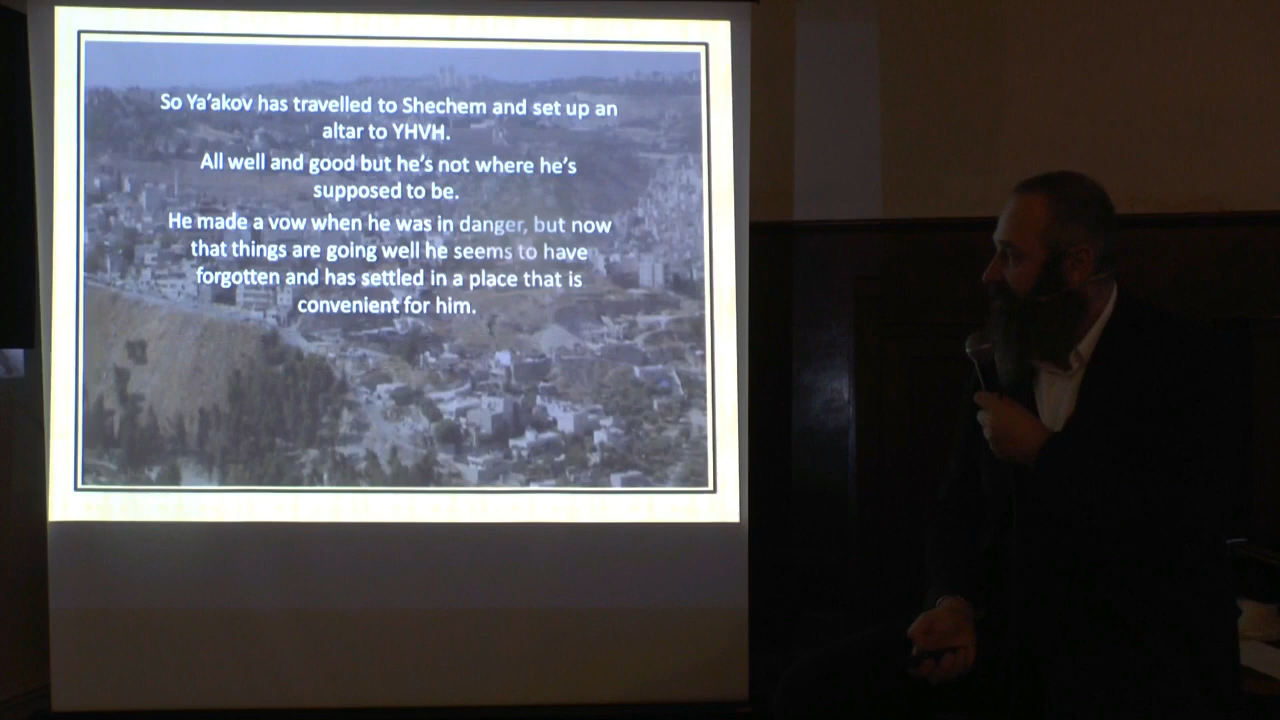 So Ya'akov has travelled to Shechem and set up an
altar to YHVH.
All well and good but he's not where he's
supposed to be.
He made a vow when he was in danger, but now
that things are going well he seems to have
forgotten and has settled in a place that is
convenient for him.